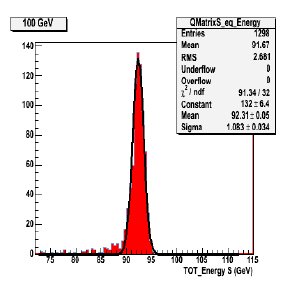 100 GeV
QMatrixS_eq_Energy
Entries 1298
Mean 91.67
RMS 2.681
Underflow 0
Overflow 0
χ² / ndf 91.34 / 32
Constant 132 ± 6.4
Mean 92.31 ± 0.05
Sigma 1.083 ± 0.034
140
120
100
80
60
40
20
0
75 80 85 90 95 100 105 110 115
TOT_Energy S (GeV)